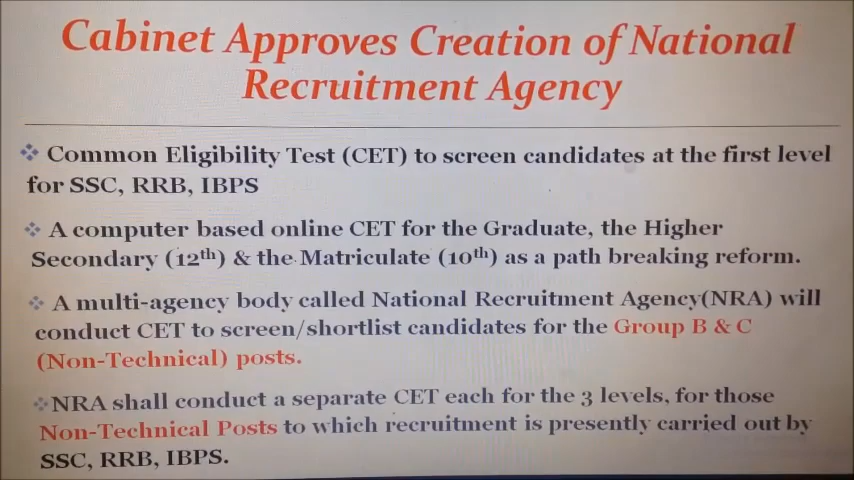 Cabinet Approves Creation of National
Recruitment Agency
❖ Common Eligibility Test (CET) to screen candidates at the first level
for SSC, RRB, IBPS
❖ A computer based online CET for the Graduate, the Higher
Secondary (12th) & the Matriculate (10th) as a path breaking reform.
❖ A multi-agency body called National Recruitment Agency(NRA) will
conduct CET to screen/shortlist candidates for the Group B & C
(Non-Technical) posts.
❖NRA shall conduct a separate CET each for the 3 levels, for those
Non-Technical Posts to which recruitment is presently carried out by
SSC, RRB, IBPS.